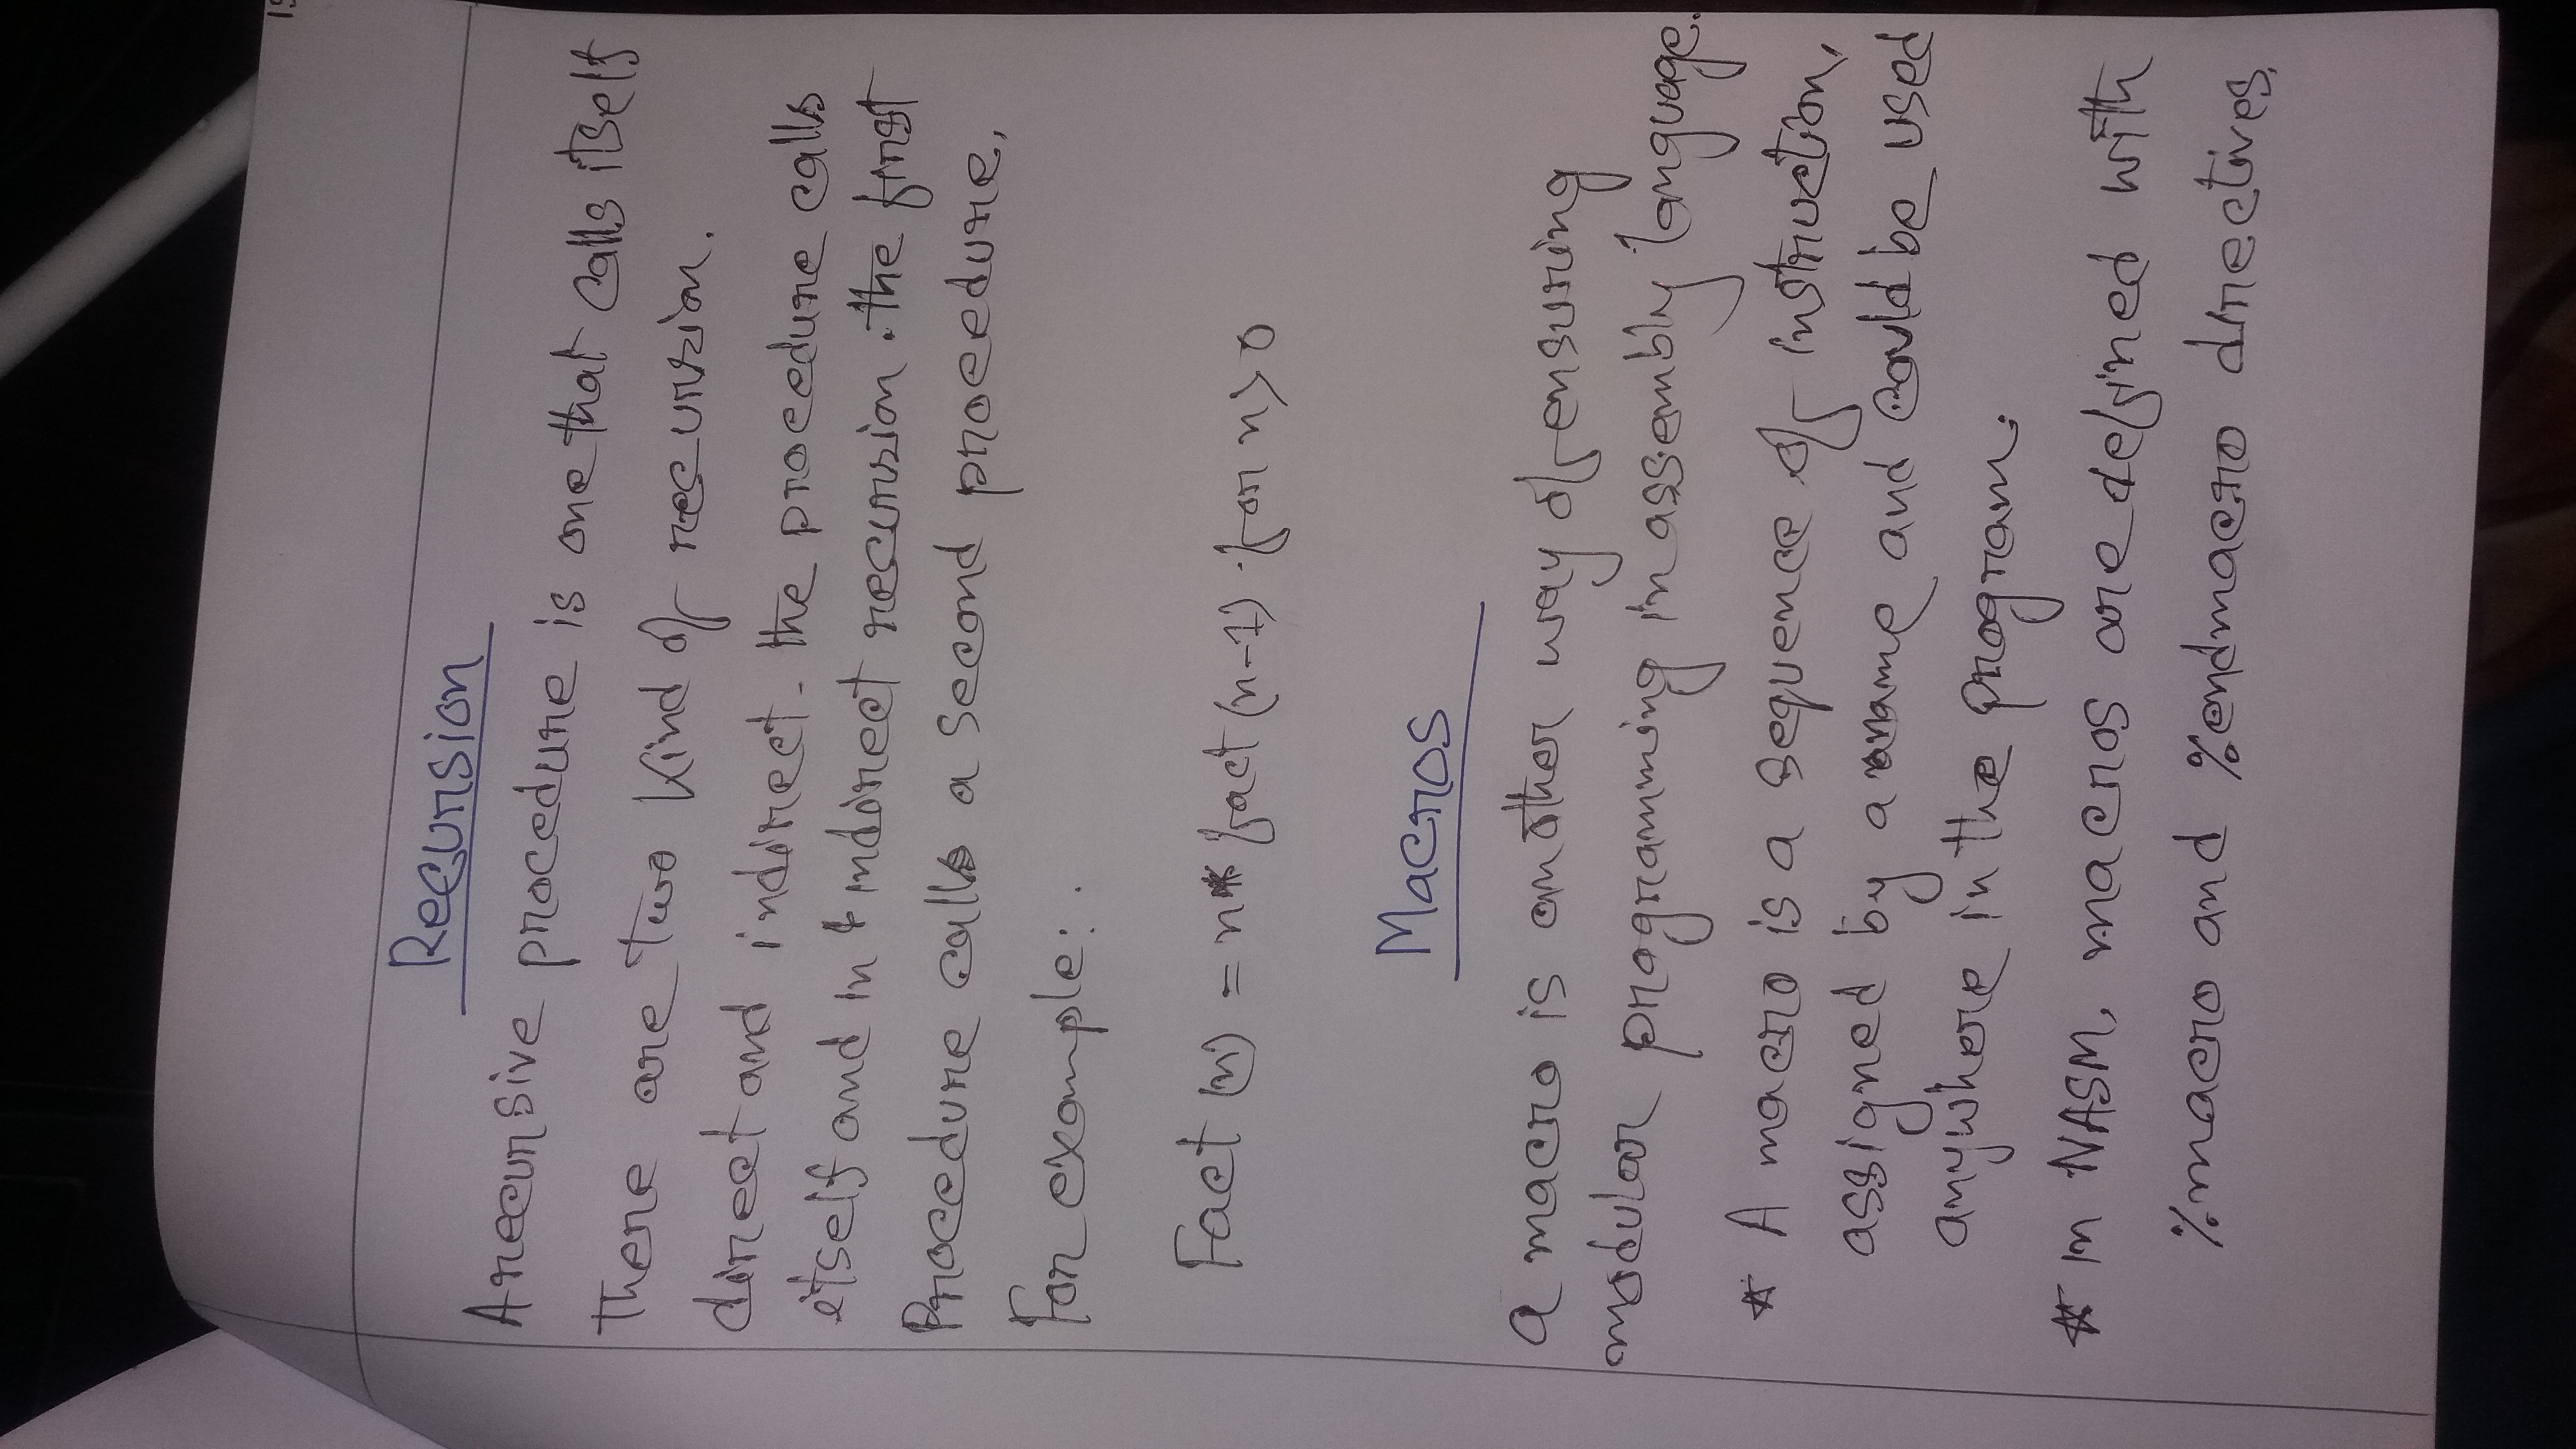 Recursion
A recursive procedure is one that calls itself
there are two kind of recursion.
direct and indirect. the procedure calls
itself and in indirect recursion. the first
Procedure calls a second procedure,
For example:.
Fact (n) = n* fact (n-1) for n > 0
Macros
a macro is another way of ensuring
modular programming in assembly language.
* A macro is a sequence of instruction,
assigned by a name and could be used
anywhere in the program.
* in NASM, macros are defined with
%macro and %endmacro directives.